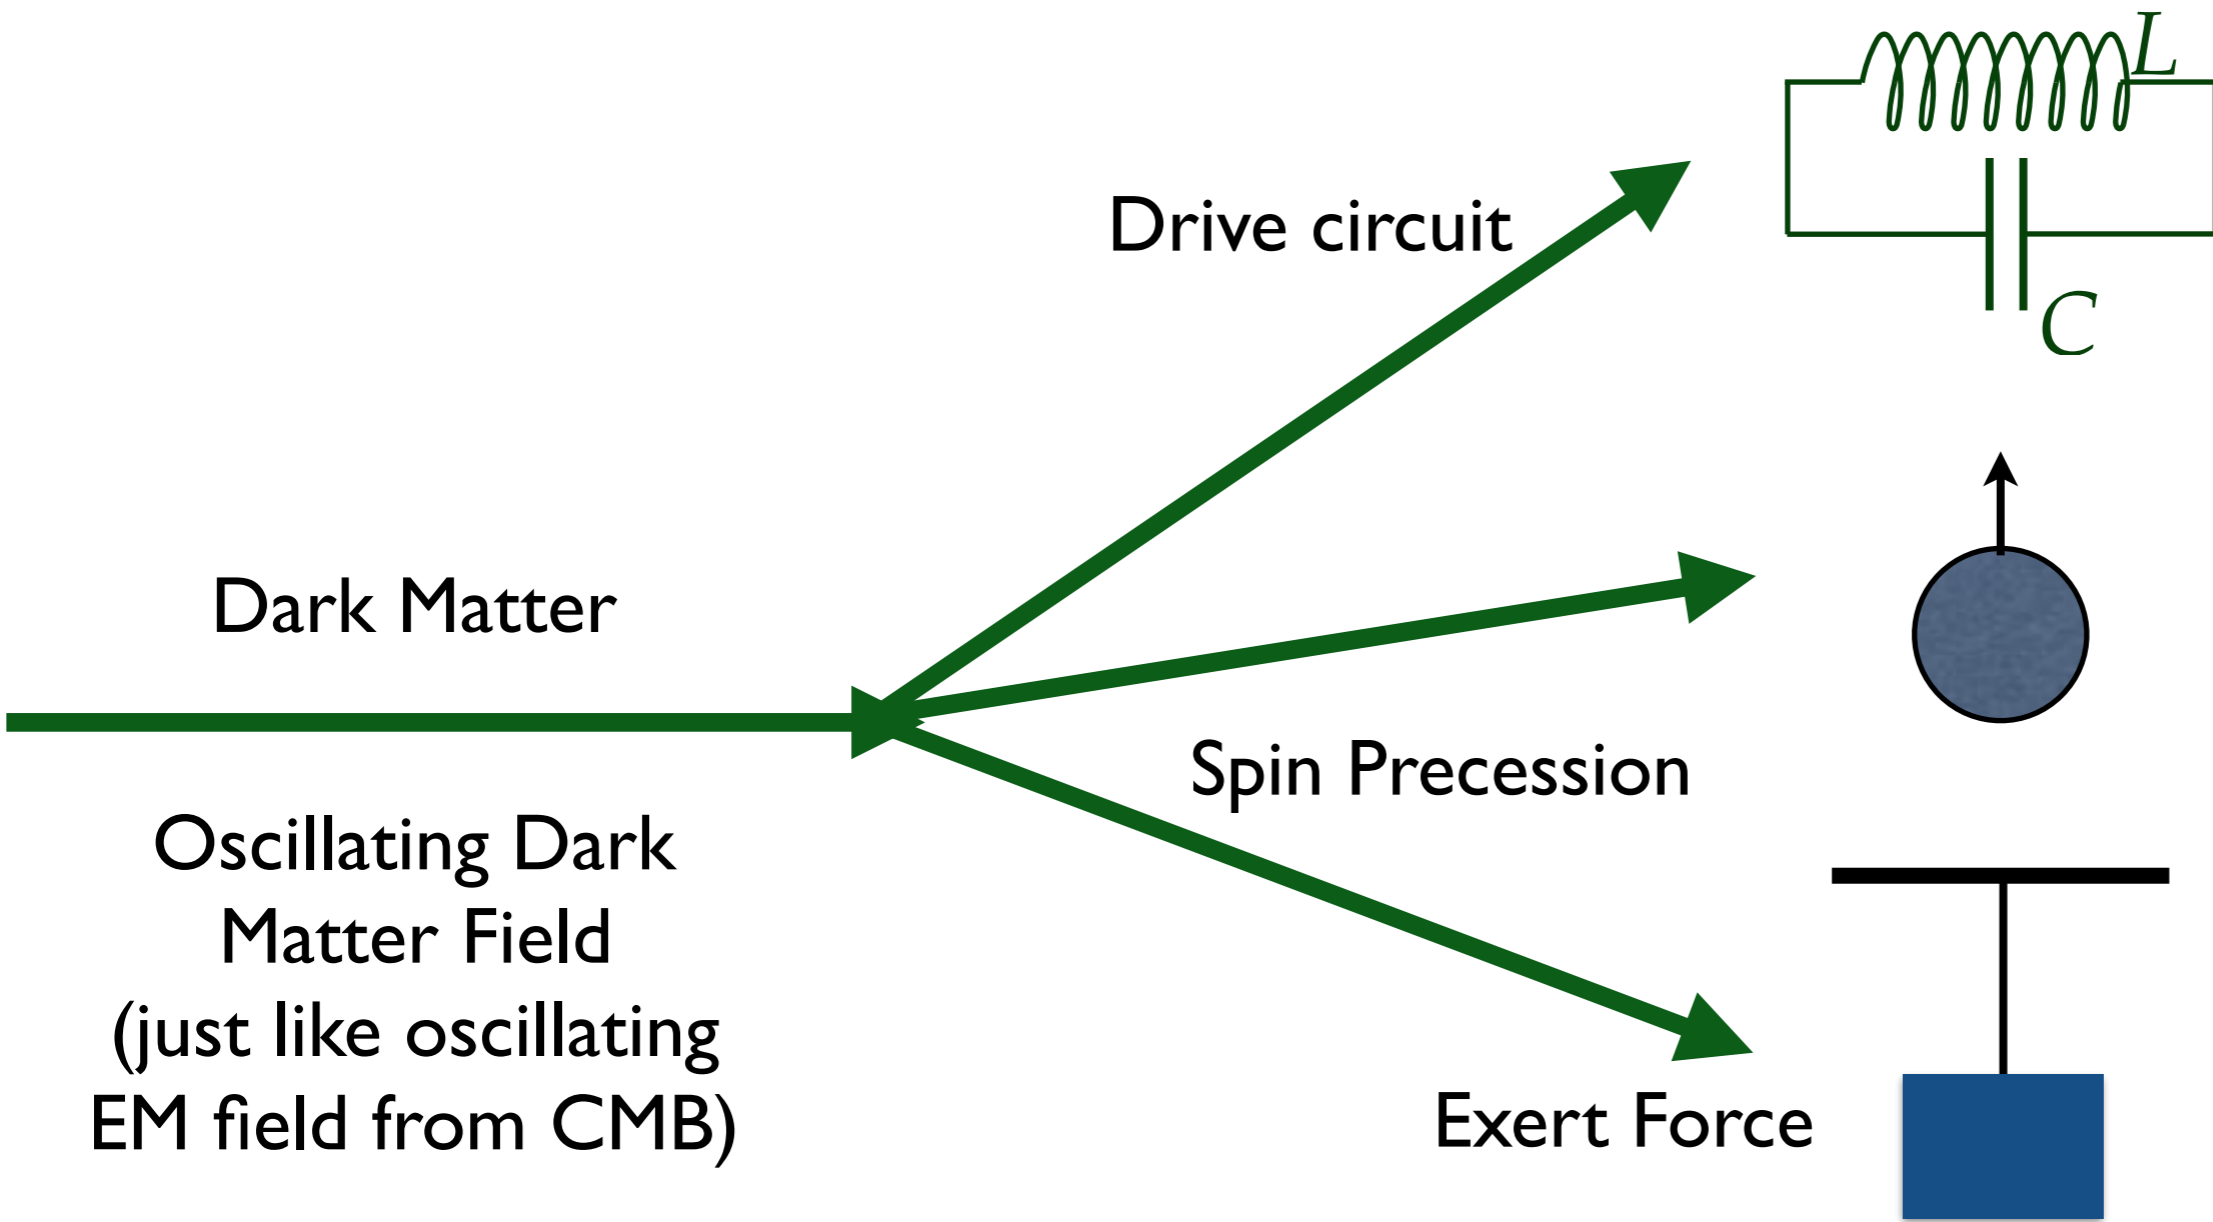 L
Drive circuit
C
Dark Matter
Spin Precession
Oscillating Dark
Matter Field
(just like oscillating
EM field from CMB)
Exert Force